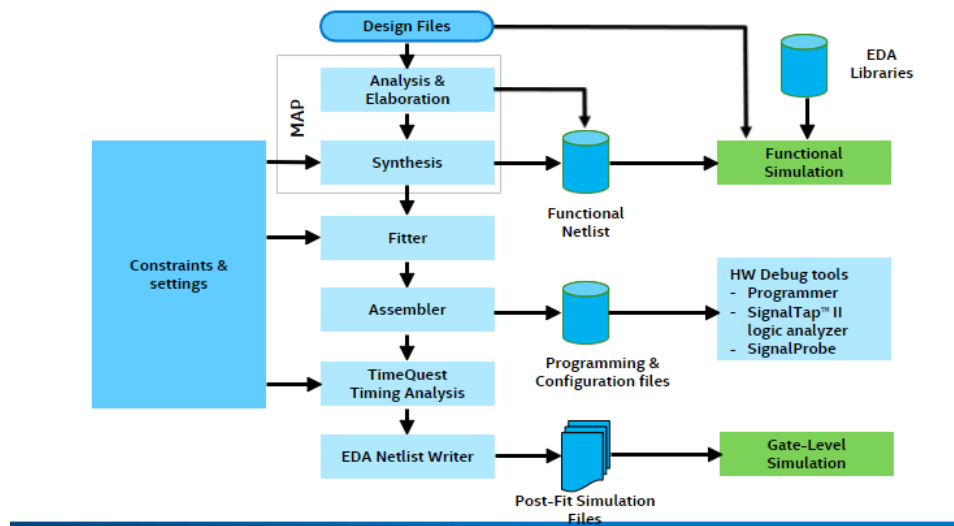 Design Files
EDA
Libraries
Analysis &
Elaboration
MAP
Synthesis
Functional
Simulation
Functional
Netlist
Constraints &
settings
Fitter
Assembler
Programming &
Configuration files
HW Debug tools
- Programmer
- SignalTap™ II
logic analyzer
- SignalProbe
TimeQuest
Timing Analysis
EDA Netlist Writer
Post-Fit Simulation
Files
Gate-Level
Simulation